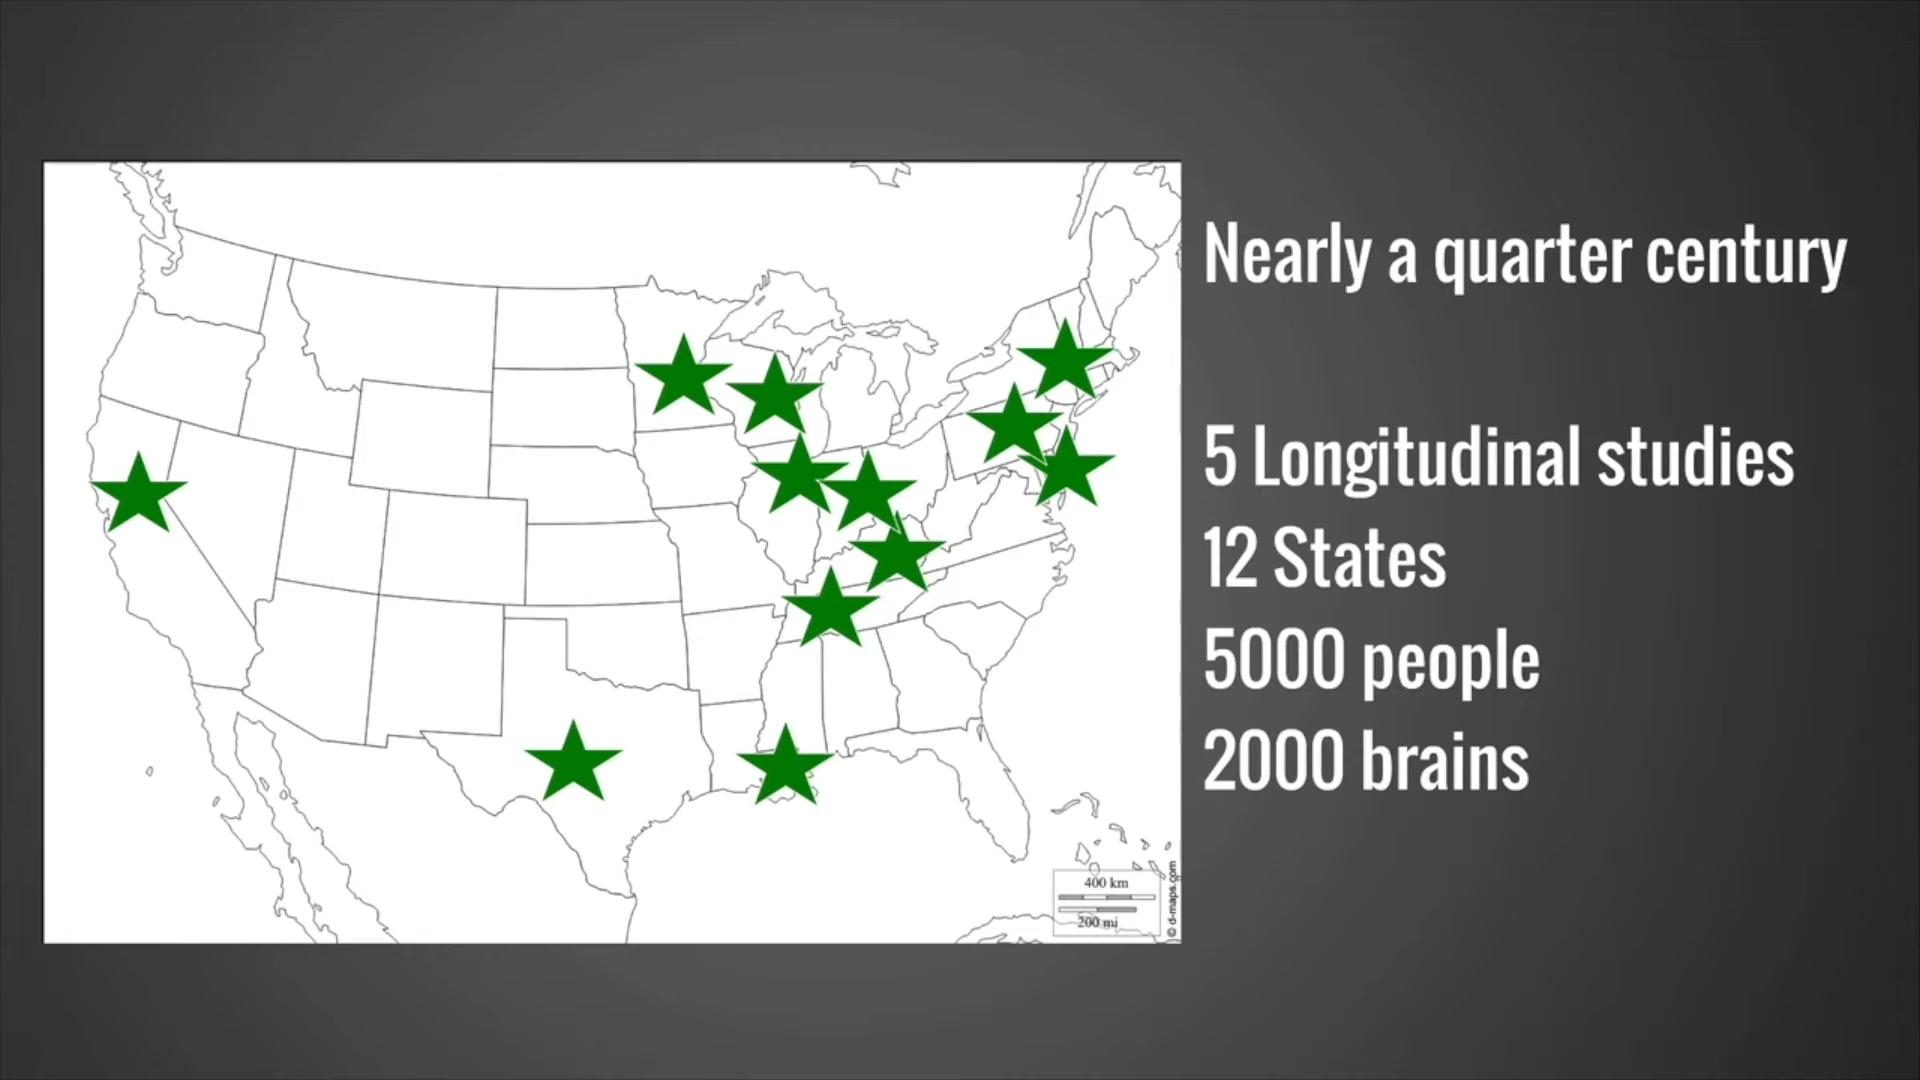 Nearly a quarter century
5 Longitudinal studies
12 States
5000 people
2000 brains
400 km
200 mi
© d-maps.com